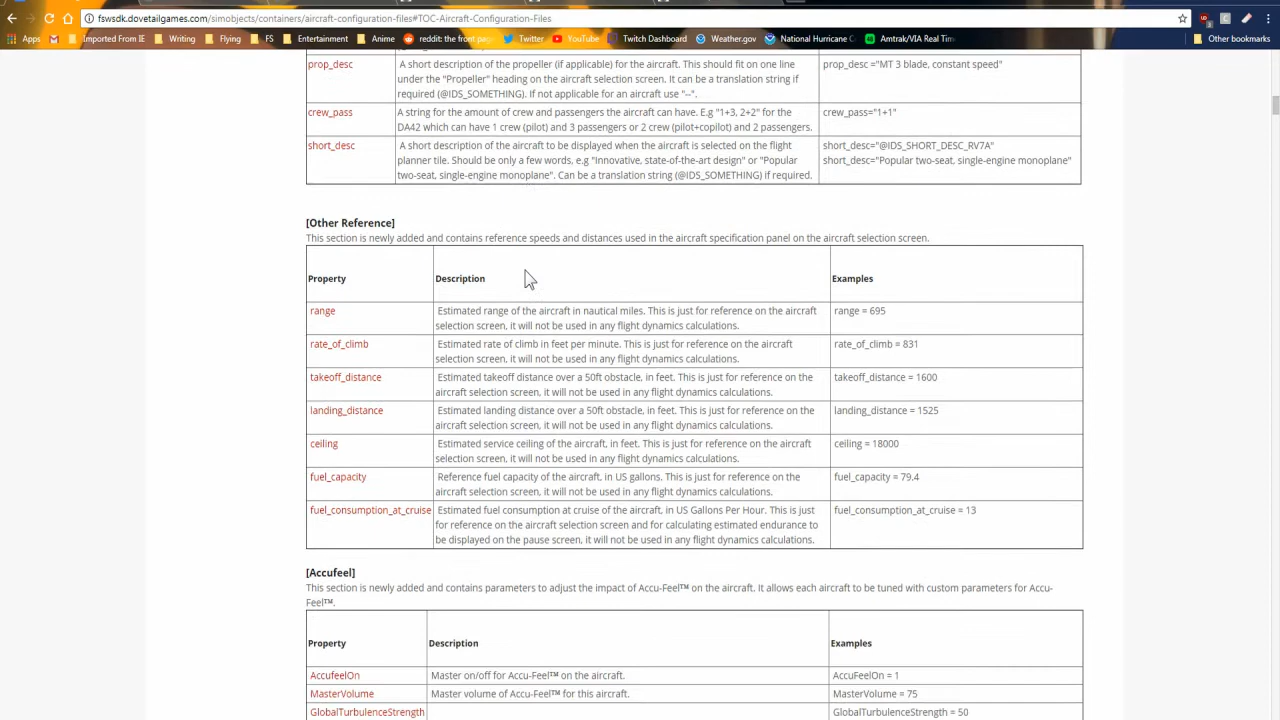 fswsdk.dovetailgames.com/simobjects/containers/aircraft-configuration-files#TOC-Aircraft-Configuration-Files
Apps Imported From IE Writing Flying FS Entertainment Anime reddit: the front pag Twitter YouTube Twitch Dashboard Weather.gov National Hurricane C Amtrak/VIA Real Time Other bookmarks
prop_desc
A short description of the propeller (if applicable) for the aircraft. This should fit on one line
under the "Propeller" heading on the aircraft selection screen. It can be a translation string if
required (@IDS_SOMETHING). If not applicable for an aircraft use "--".
prop_desc ="MT 3 blade, constant speed"
crew_pass
A string for the amount of crew and passengers the aircraft can have. E.g "1+3, 2+2" for the
DA42 which can have 1 crew (pilot) and 3 passengers or 2 crew (pilot+copilot) and 2 passengers.
crew_pass="1+1"
short_desc
A short description of the aircraft to be displayed when the aircraft is selected on the flight
planner tile. Should be only a few words, e.g "Innovative, state-of-the-art design" or "Popular
two-seat, single-engine monoplane". Can be a translation string (@IDS_SOMETHING) if required.
short_desc="@IDS_SHORT_DESC_RV7A"
short_desc="Popular two-seat, single-engine monoplane"
[Other Reference]
This section is newly added and contains reference speeds and distances used in the aircraft specification panel on the aircraft selection screen.
Property Description Examples
range
Estimated range of the aircraft in nautical miles. This is just for reference on the aircraft
selection screen, it will not be used in any flight dynamics calculations.
range = 695
rate_of_climb
Estimated rate of climb in feet per minute. This is just for reference on the aircraft
selection screen, it will not be used in any flight dynamics calculations.
rate_of_climb = 831
takeoff_distance
Estimated takeoff distance over a 50ft obstacle, in feet. This is just for reference on the
aircraft selection screen, it will not be used in any flight dynamics calculations.
takeoff_distance = 1600
landing_distance
Estimated landing distance over a 50ft obstacle, in feet. This is just for reference on the
aircraft selection screen, it will not be used in any flight dynamics calculations.
landing_distance = 1525
ceiling
Estimated service ceiling of the aircraft, in feet. This is just for reference on the aircraft
selection screen, it will not be used in any flight dynamics calculations.
ceiling = 18000
fuel_capacity
Reference fuel capacity of the aircraft, in US gallons. This is just for reference on the
aircraft selection screen, it will not be used in any flight dynamics calculations.
fuel_capacity = 79.4
fuel_consumption_at_cruise
Estimated fuel consumption at cruise of the aircraft, in US Gallons Per Hour. This is just
for reference on the aircraft selection screen and for calculating estimated endurance to
be displayed on the pause screen, it will not be used in any flight dynamics calculations.
fuel_consumption_at_cruise = 13
[Accufeel]
This section is newly added and contains parameters to adjust the impact of Accu-Feel™ on the aircraft. It allows each aircraft to be tuned with custom parameters for Accu-
Feel™.
Property Description Examples
AccufeelOn Master on/off for Accu-Feel™ on the aircraft. AccuFeelOn = 1
MasterVolume Master volume of Accu-Feel™ for this aircraft. MasterVolume = 75
GlobalTurbulenceStrength GlobalTurbulenceStrength = 50